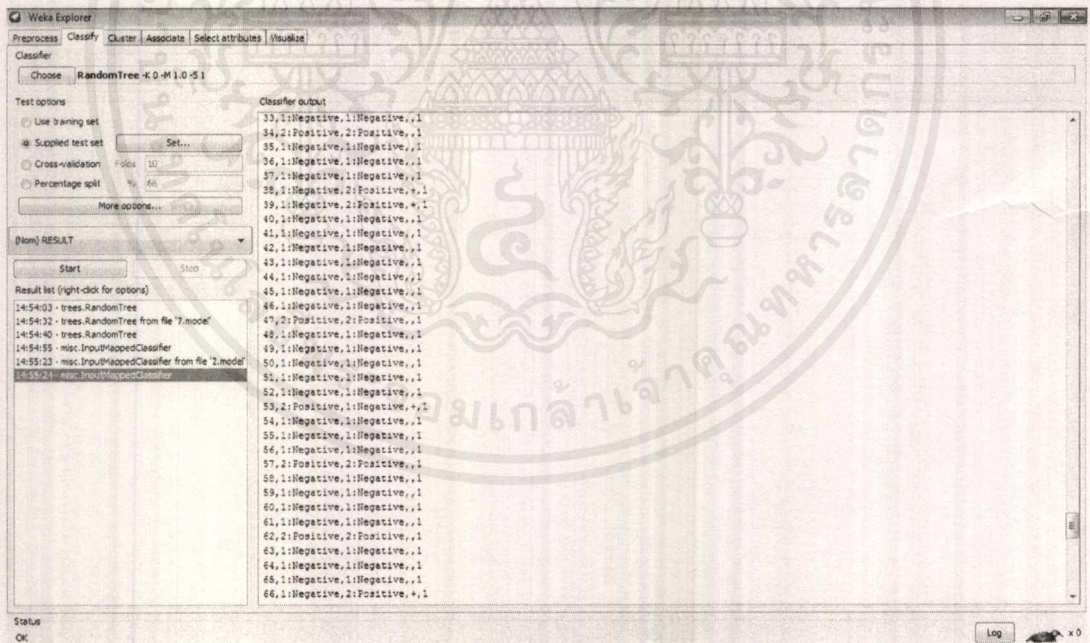 Weka Explorer
Preprocess Classify Cluster Associate Select attributes Visualize
Classifier
Choose RandomTree -K 0 -M 1.0 -S 1
Test options
Use training set
Supplied test set Set...
Cross-validation Folds 10
Percentage split % 66
More options...
(Nom) RESULT
Start Stop
Result list (right-click for options)
14:54:03 - trees.RandomTree
14:54:32 - trees.RandomTree from file '7.model'
14:54:40 - trees.RandomTree
14:54:55 - misc.InputMappedClassifier
14:55:23 - misc.InputMappedClassifier from file '2.model'
14:55:24 - misc.InputMappedClassifier
Classifier output
33,1:Negative,1:Negative,,1
34,2:Positive,2:Positive,,1
35,1:Negative,1:Negative,,1
36,1:Negative,1:Negative,,1
37,1:Negative,1:Negative,,1
38,1:Negative,2:Positive,+,1
39,1:Negative,2:Positive,+,1
40,1:Negative,1:Negative,,1
41,1:Negative,1:Negative,,1
42,1:Negative,1:Negative,,1
43,1:Negative,1:Negative,,1
44,1:Negative,1:Negative,,1
45,1:Negative,1:Negative,,1
46,1:Negative,1:Negative,,1
47,2:Positive,2:Positive,,1
48,1:Negative,1:Negative,,1
49,1:Negative,1:Negative,,1
50,1:Negative,1:Negative,,1
51,1:Negative,1:Negative,,1
52,1:Negative,1:Negative,,1
53,2:Positive,1:Negative,+,1
54,1:Negative,1:Negative,,1
55,1:Negative,1:Negative,,1
56,1:Negative,1:Negative,,1
57,2:Positive,2:Positive,,1
58,1:Negative,1:Negative,,1
59,1:Negative,1:Negative,,1
60,1:Negative,1:Negative,,1
61,1:Negative,1:Negative,,1
62,2:Positive,2:Positive,,1
63,1:Negative,1:Negative,,1
64,1:Negative,1:Negative,,1
65,1:Negative,1:Negative,,1
66,1:Negative,2:Positive,+,1
Status
OK
Log x 0